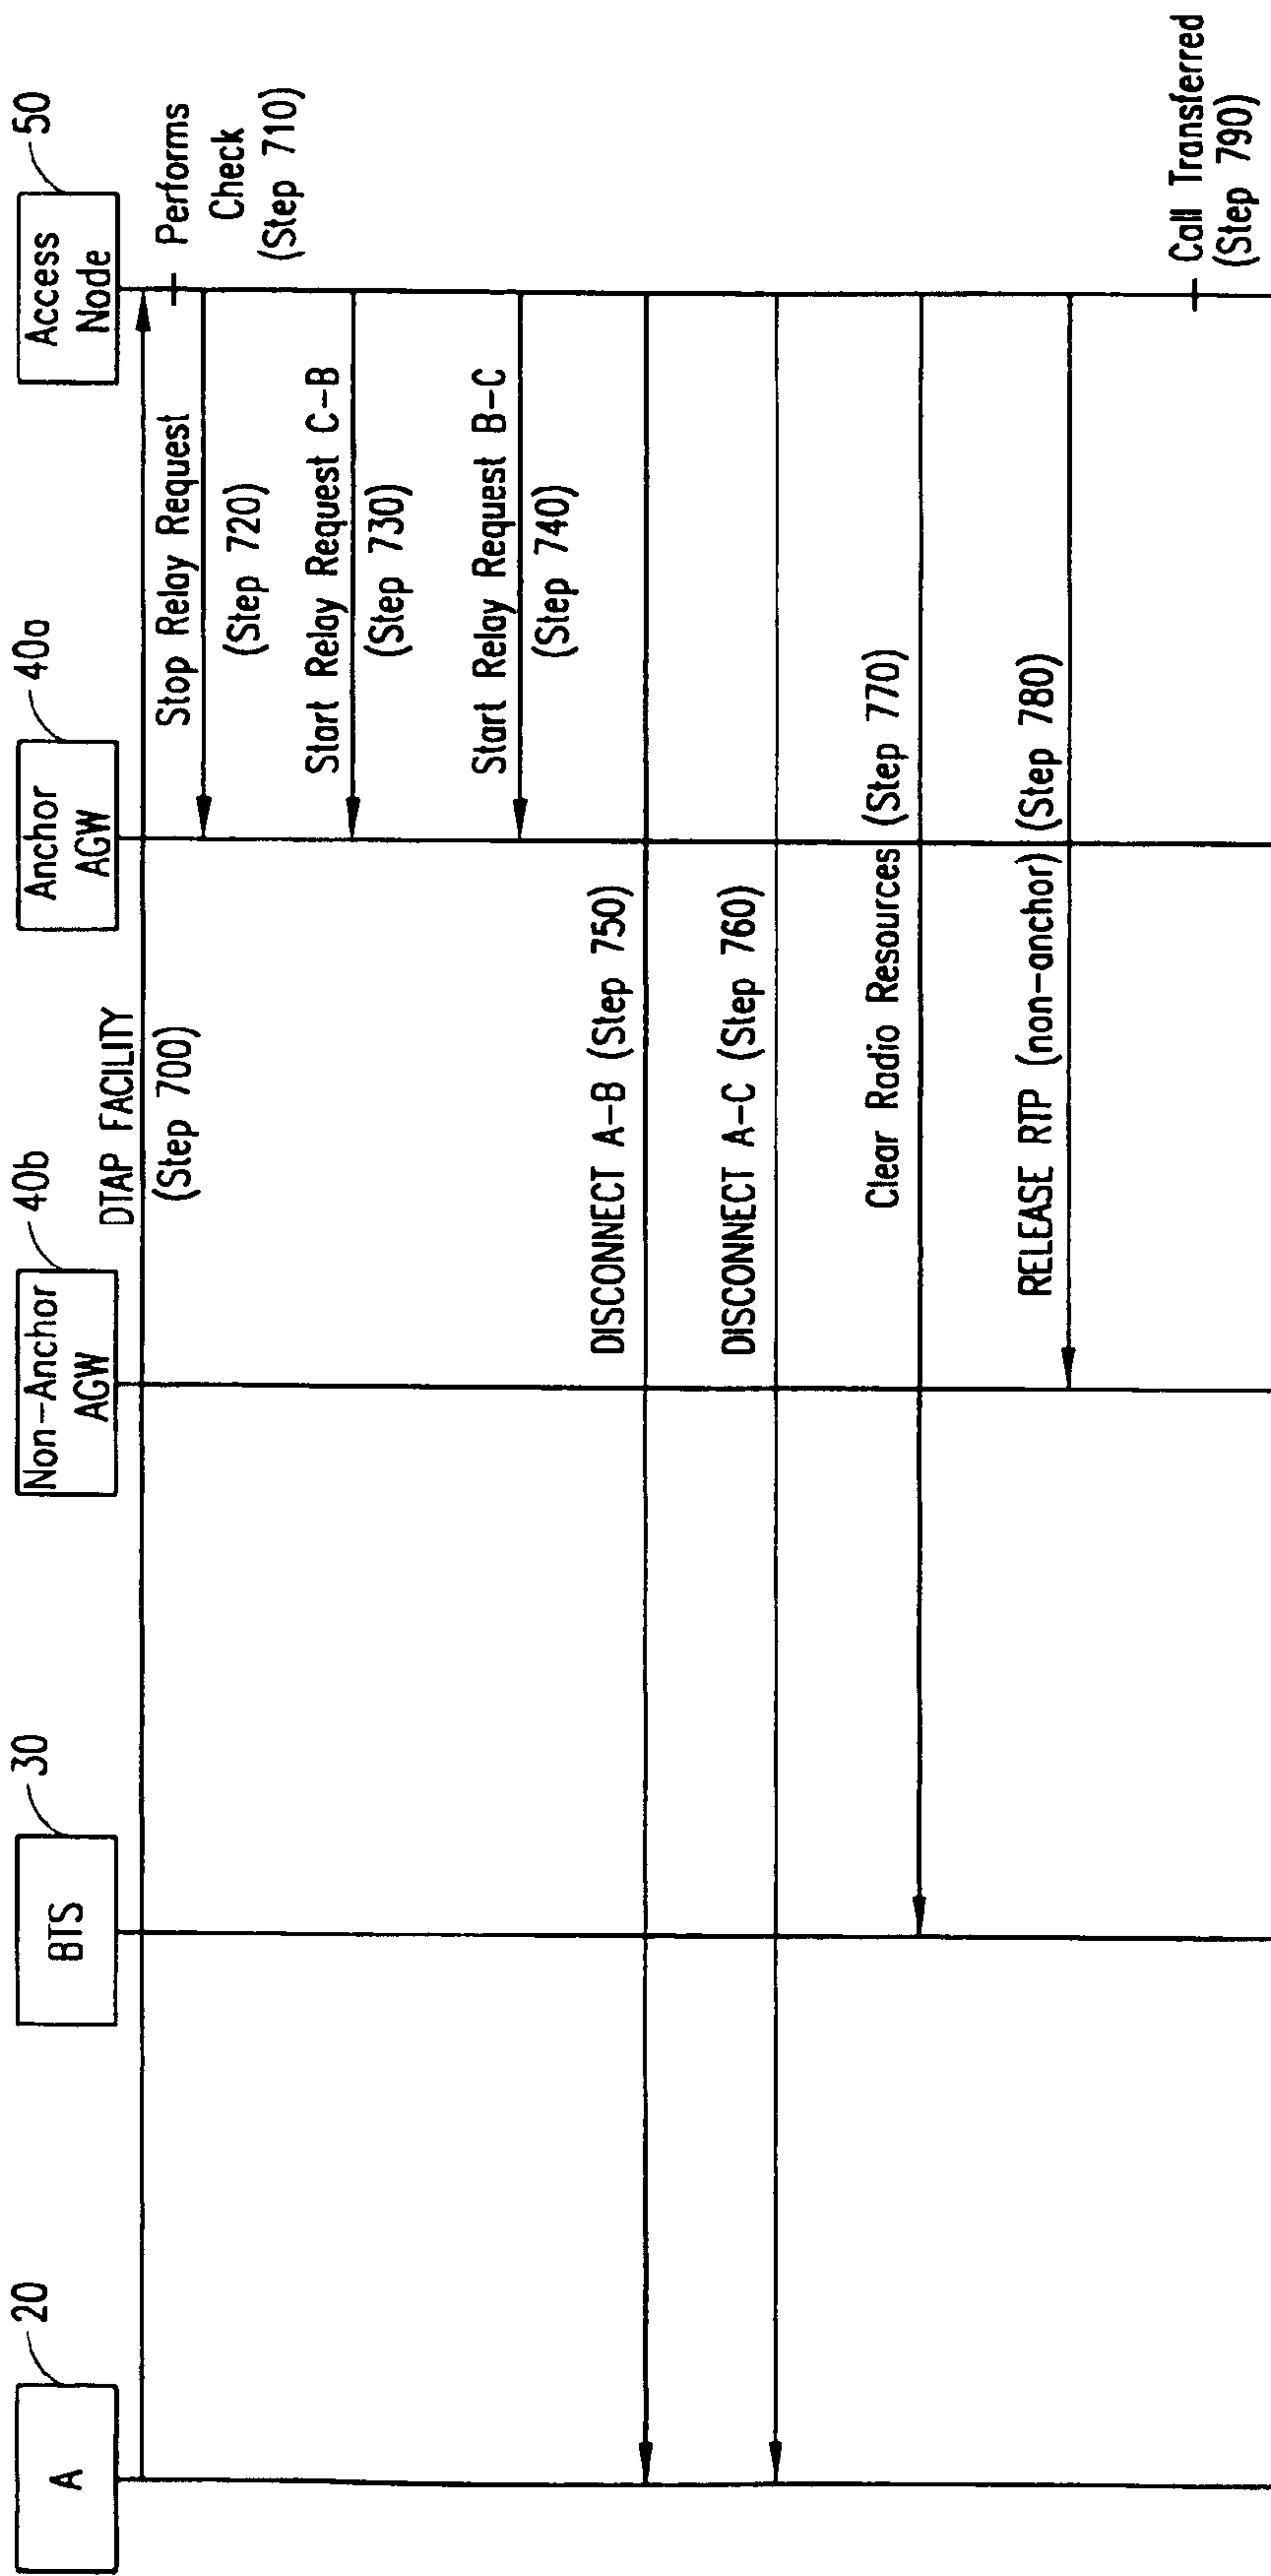 A
20
BTS
30
Non-Anchor
AGW
40b
Anchor
AGW
40a
Access
Node
50
DTAP FACILITY
(Step 700)
Performs
Check
(Step 710)
Stop Relay Request
(Step 720)
Start Relay Request C-B
(Step 730)
Start Relay Request B-C
(Step 740)
DISCONNECT A-B (Step 750)
DISCONNECT A-C (Step 760)
Clear Radio Resources (Step 770)
RELEASE RTP (non-anchor) (Step 780)
Call Transferred
(Step 790)